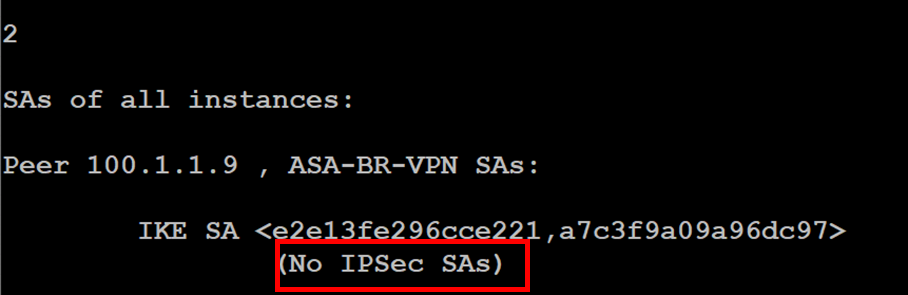 2
SAs of all instances:
Peer 100.1.1.9 , ASA-BR-VPN SAs:
IKE SA <e2e13fe296cce221,a7c3f9a09a96dc97>
(No IPSec SAs)